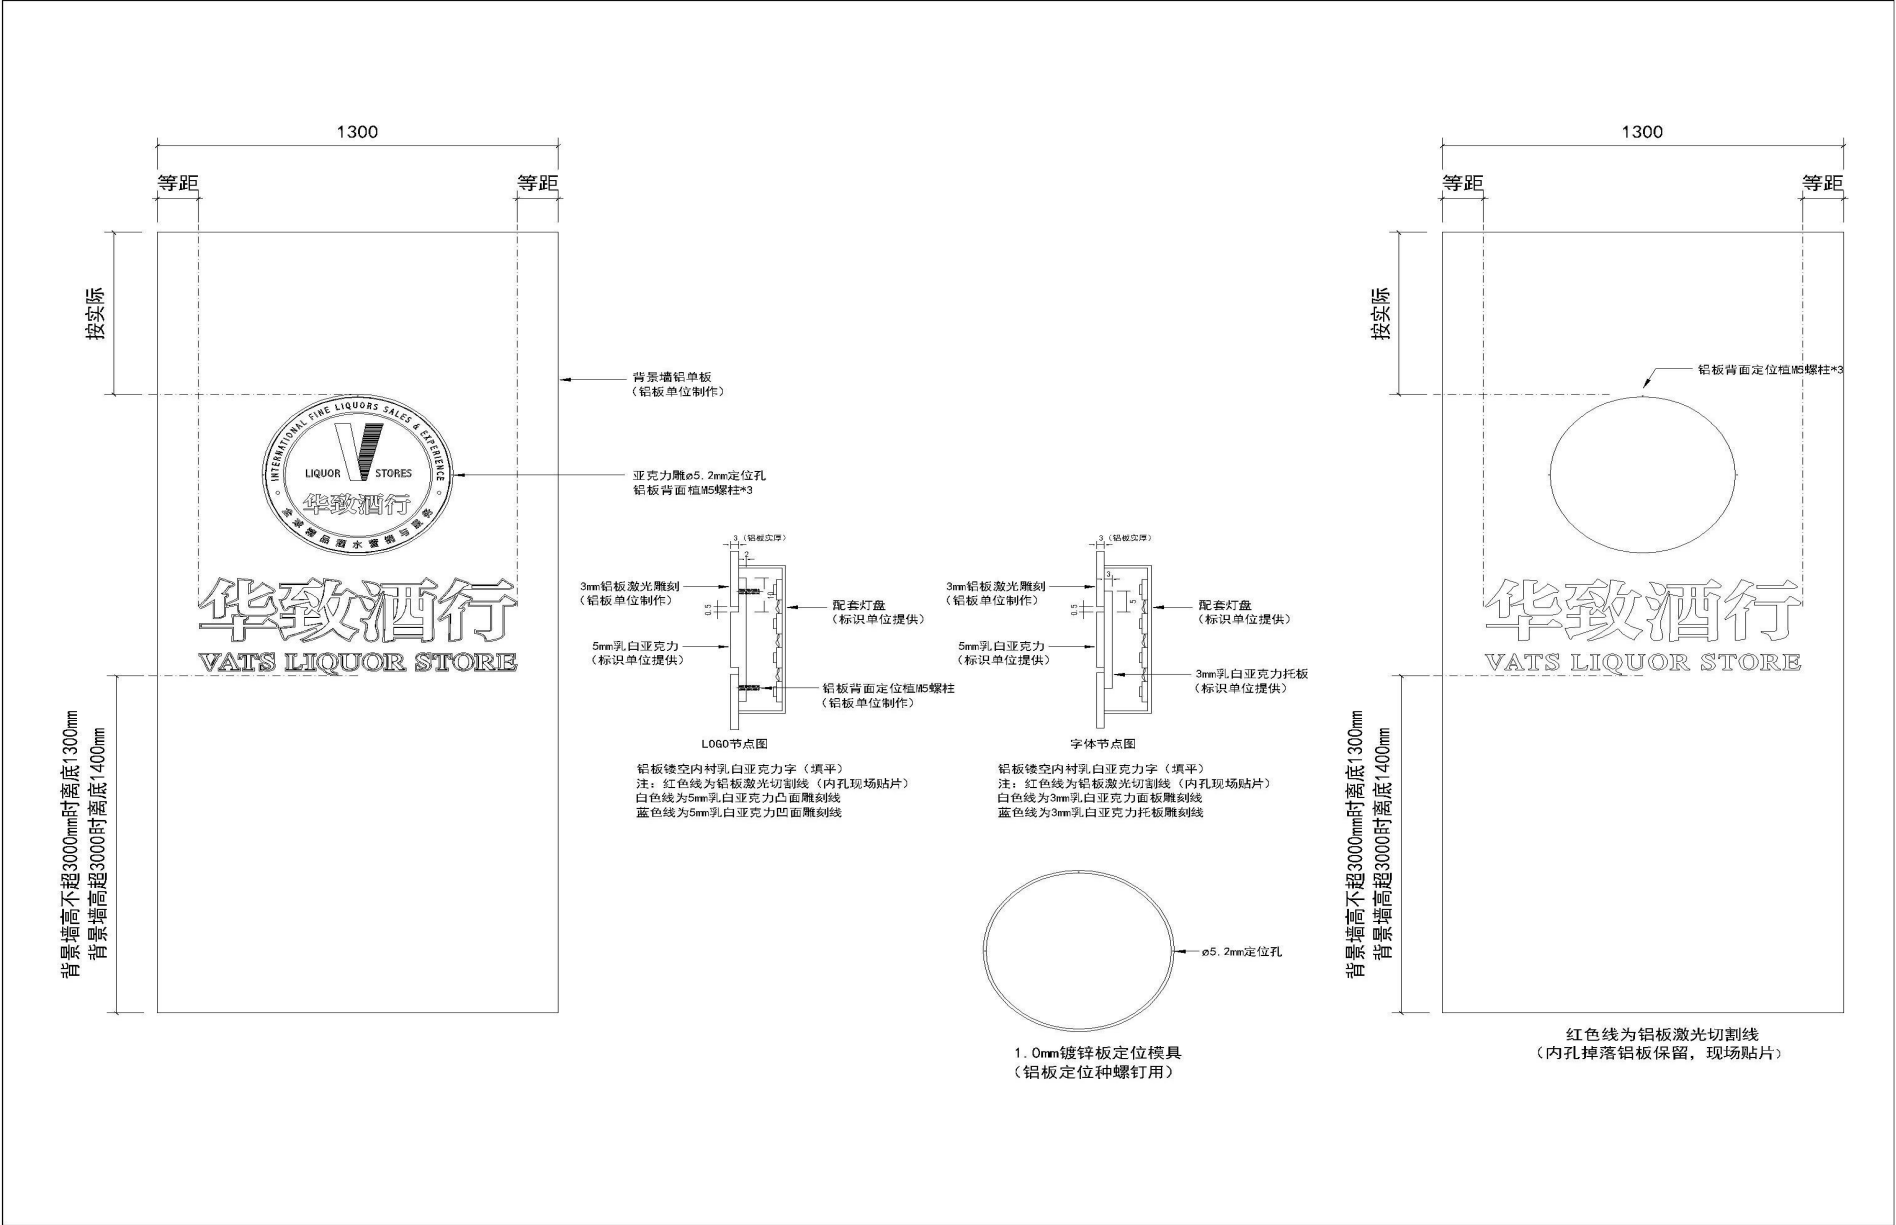 1300
等距
等距
按实际
背景墙铝单板
（铝板单位制作）
INTERNATIONAL FINE LIQUORS SALES & EXPERIENCE
V
LIQUOR
STORES
华致酒行
全球精品酒水营销与服务
亚克力雕ø5.2mm定位孔
铝板背面植M5螺柱*3
华致酒行
VATS LIQUOR STORE
背景墙高不超3000mm时离底1300mm
背景墙高超3000时离底1400mm
3（铝板实厚）
2
10
0.5
3mm铝板激光雕刻
（铝板单位制作）
配套灯盘
（标识单位提供）
5mm乳白亚克力
（标识单位提供）
铝板背面定位植M5螺柱
（铝板单位制作）
LOGO节点图
铝板镂空内衬乳白亚克力字（填平）
注：红色线为铝板激光切割线（内孔现场贴片）
白色线为5mm乳白亚克力凸面雕刻线
蓝色线为5mm乳白亚克力凹面雕刻线
3（铝板实厚）
3
5
0.5
3mm铝板激光雕刻
（铝板单位制作）
配套灯盘
（标识单位提供）
5mm乳白亚克力
（标识单位提供）
3mm乳白亚克力托板
（标识单位提供）
字体节点图
铝板镂空内衬乳白亚克力字（填平）
注：红色线为铝板激光切割线（内孔现场贴片）
白色线为3mm乳白亚克力面板雕刻线
蓝色线为3mm乳白亚克力托板雕刻线
ø5.2mm定位孔
1.0mm镀锌板定位模具
（铝板定位种螺钉用）
1300
等距
等距
按实际
铝板背面定位植M5螺柱*3
华致酒行
VATS LIQUOR STORE
背景墙高不超3000mm时离底1300mm
背景墙高超3000时离底1400mm
红色线为铝板激光切割线
（内孔掉落铝板保留，现场贴片）